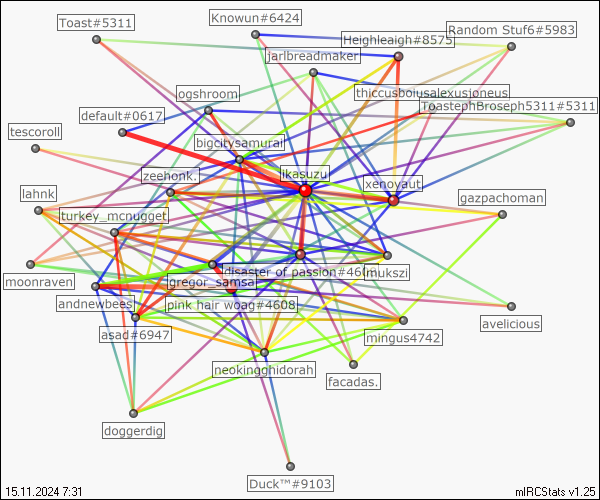 Toast#5311
Knowun#6424
Random Stuf6#5983
Heighleaigh#8575
jarlbreadmaker
ogshroom
thiccusboiusalexusjoneus
ToastephBroseph5311#5311
default#0617
tescoroll
bigcitysamurai
zeehonk.
ikasuzu
xenovaut
lahnk
gazpachoman
turkey_mcnugget
moonraven
disaster of passion#460
mukszi
gregor_samsa
andnewbees
pink hair woag#4608
avelicious
asad#6947
mingus4742
neokingghidorah
facadas.
doggerdig
Duck™#9103
15.11.2024 7:31
mIRCStats v1.25